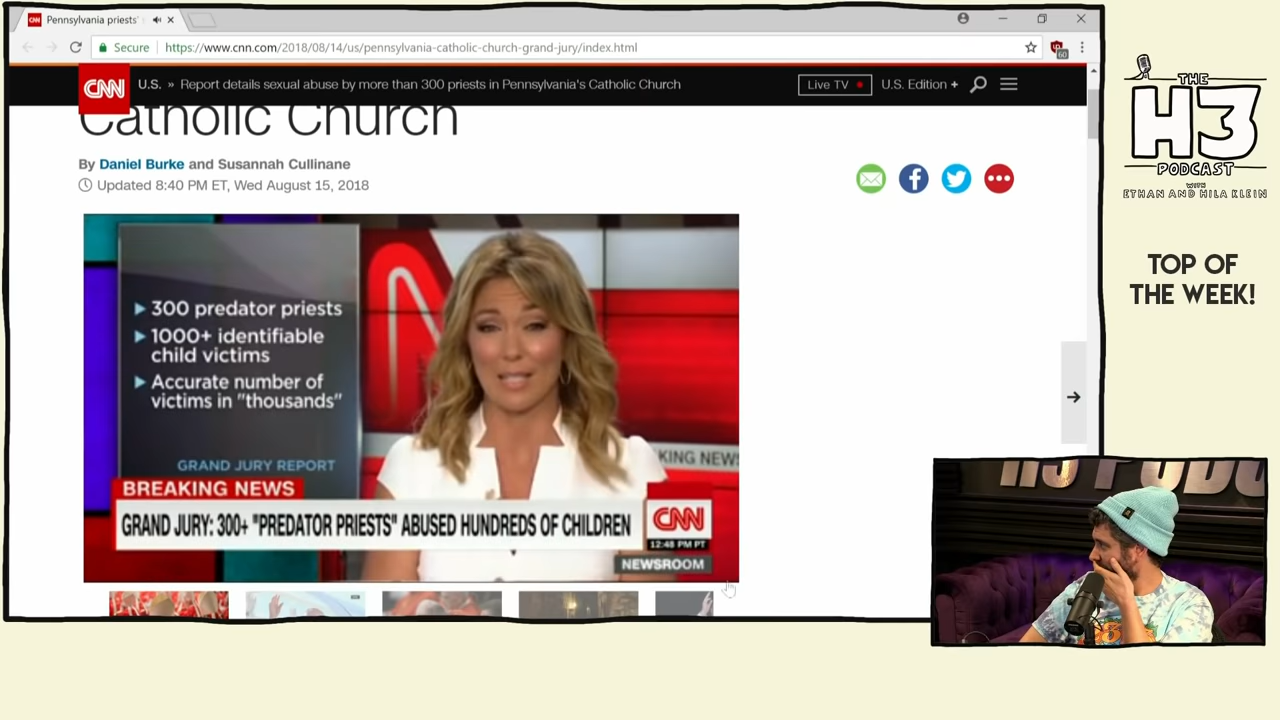 Pennsylvania priests'
Secure
https://www.cnn.com/2018/08/14/us/pennsylvania-catholic-church-grand-jury/index.html
60
CNN
U.S. » Report details sexual abuse by more than 300 priests in Pennsylvania's Catholic Church
Live TV
U.S. Edition +
Catholic Church
By Daniel Burke and Susannah Cullinane
Updated 8:40 PM ET, Wed August 15, 2018
300 predator priests
1000+ identifiable
child victims
Accurate number of
victims in "thousands"
GRAND JURY REPORT
KING NEWS
BREAKING NEWS
GRAND JURY: 300+ "PREDATOR PRIESTS" ABUSED HUNDREDS OF CHILDREN
CNN
12:48 PM PT
NEWSROOM
THE
H3
PODCAST
WITH
ETHAN AND HILA KLEIN
TOP OF
THE WEEK!
H3 PODC